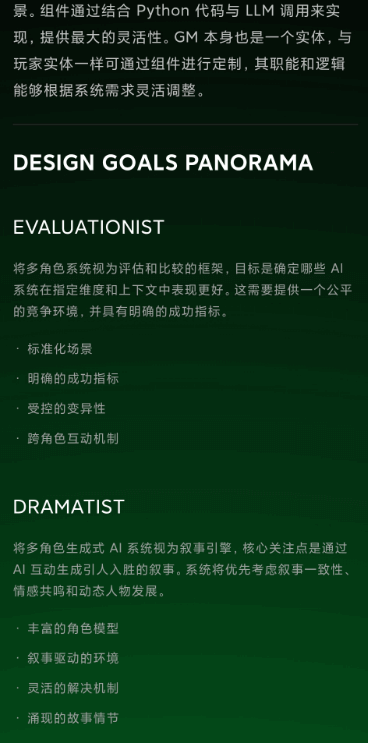 景。组件通过结合 Python 代码与 LLM 调用来实
现，提供最大的灵活性。GM 本身也是一个实体，与
玩家实体一样可通过组件进行定制，其职能和逻辑
能够根据系统需求灵活调整。
DESIGN GOALS PANORAMA
EVALUATIONIST
将多角色系统视为评估和比较的框架，目标是确定哪些 AI
系统在指定维度和上下文中表现更好。这需要提供一个公平
的竞争环境，并具有明确的成功指标。
· 标准化场景
· 明确的成功指标
· 受控的变异性
· 跨角色互动机制
DRAMATIST
将多角色生成式 AI 系统视为叙事引擎，核心关注点是通过
AI 互动生成引人入胜的叙事。系统将优先考虑叙事一致性、
情感共鸣和动态人物发展。
· 丰富的角色模型
· 叙事驱动的环境
· 灵活的解决机制
· 涌现的故事情节